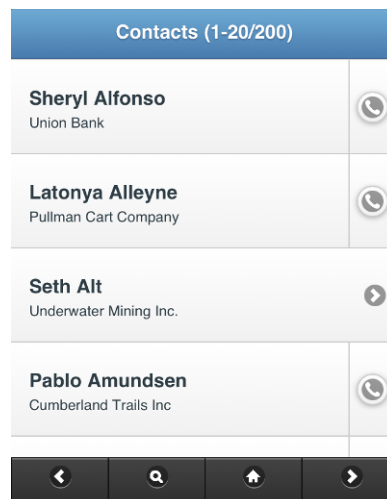 Contacts (1-20/200)
Sheryl Alfonso
Union Bank
Latonya Alleyne
Pullman Cart Company
Seth Alt
Underwater Mining Inc.
Pablo Amundsen
Cumberland Trails Inc